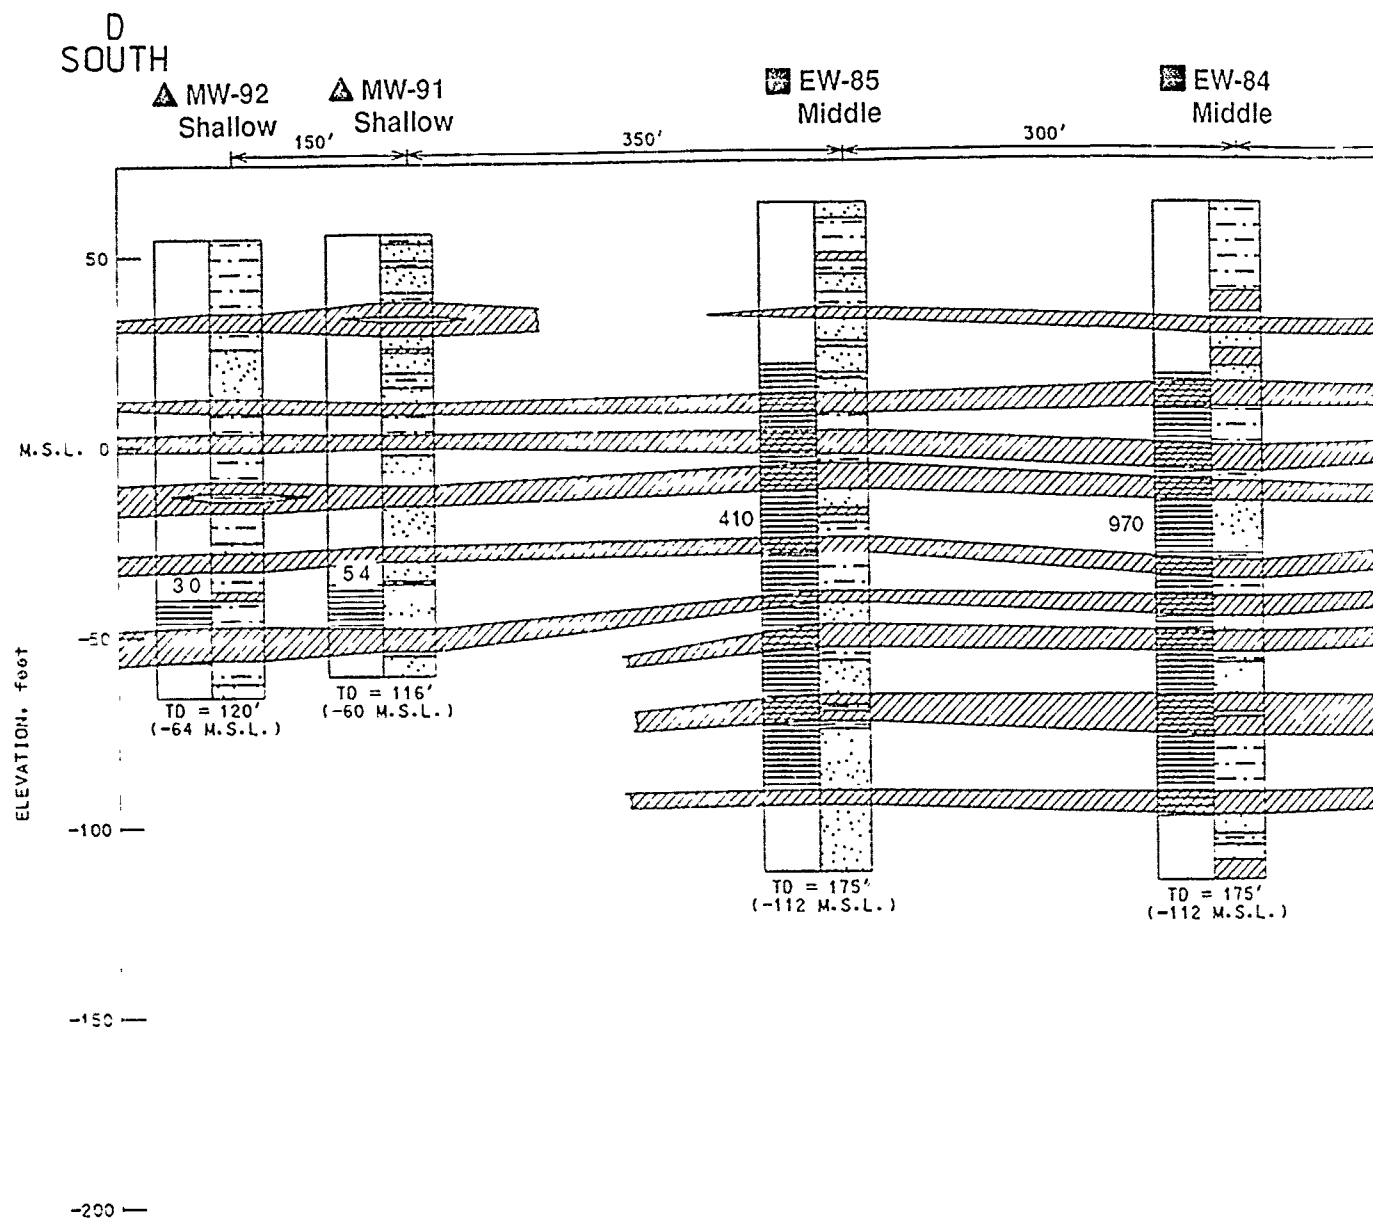 D
SOUTH
MW-92
Shallow
MW-91
Shallow
EW-85
Middle
EW-84
Middle
150'
350'
300'
50
M.S.L. 0
410
970
30
54
-50
TD = 120'
(-64 M.S.L.)
TD = 116'
(-60 M.S.L.)
ELEVATION, feet
-100
TD = 175'
(-112 M.S.L.)
TD = 175'
(-112 M.S.L.)
-150
-200